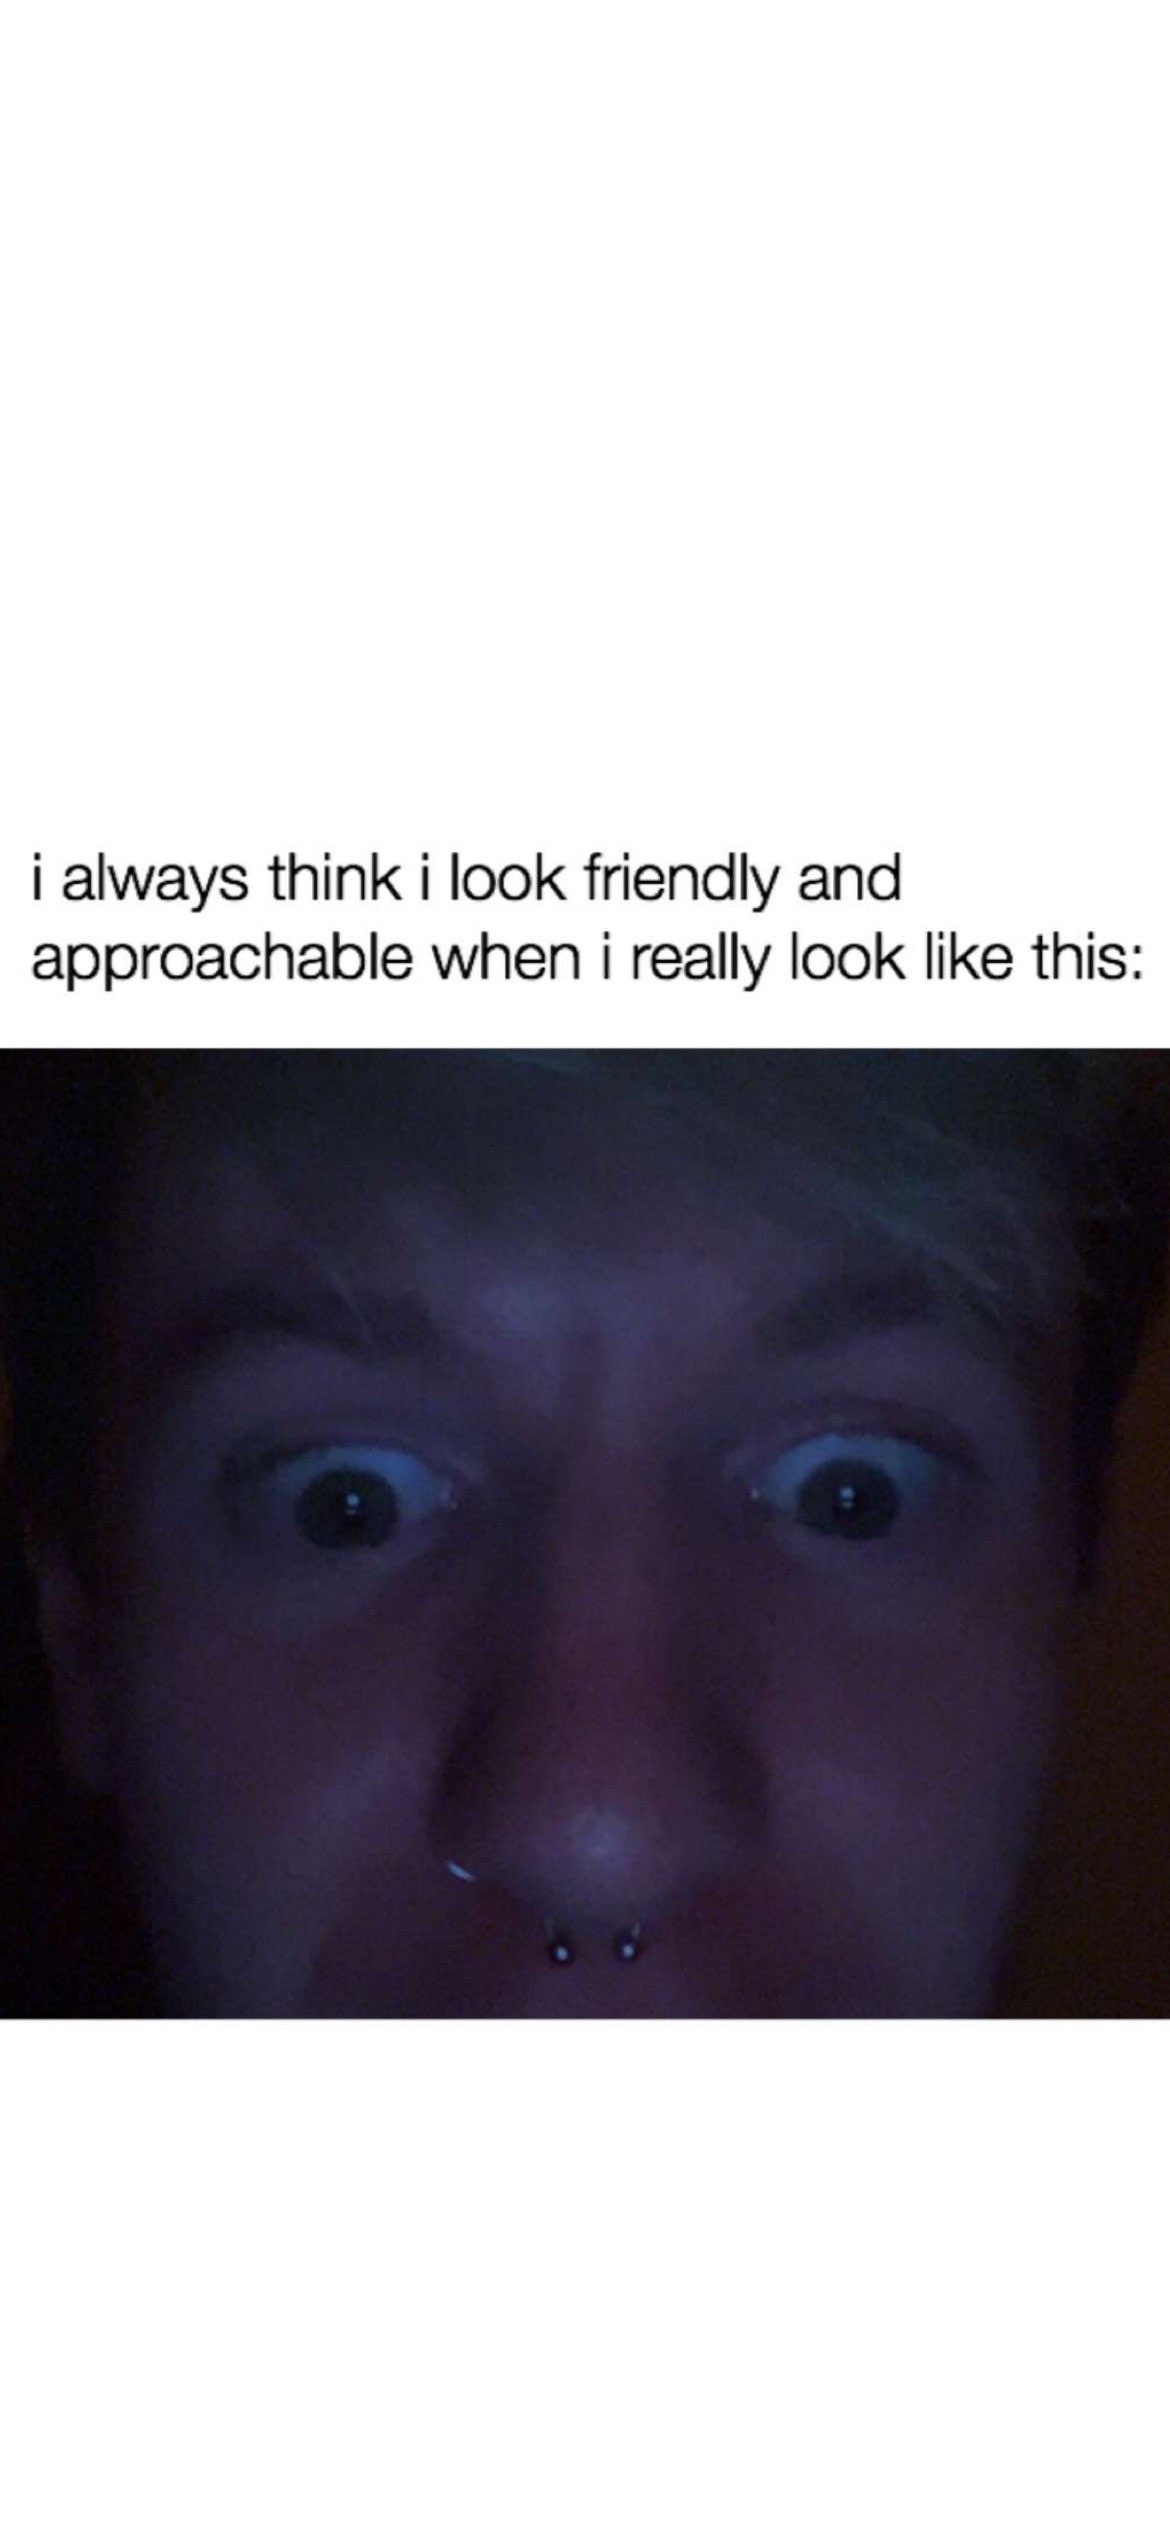 i always think i look friendly and
approachable when i really look like this: